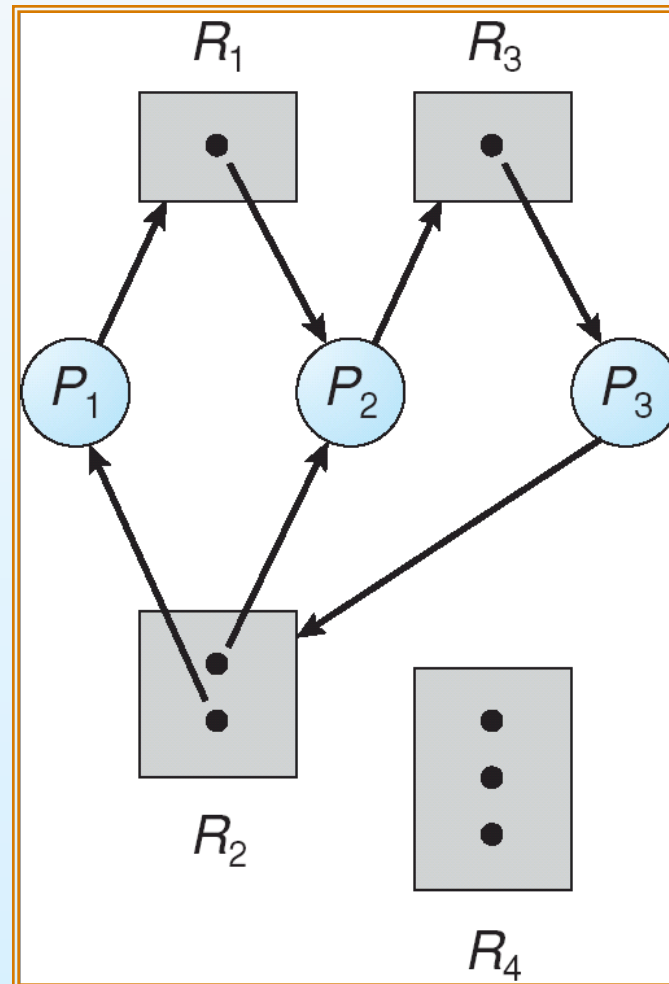 R₁ R₃
P₁ P₂ P₃
R₂
R₄